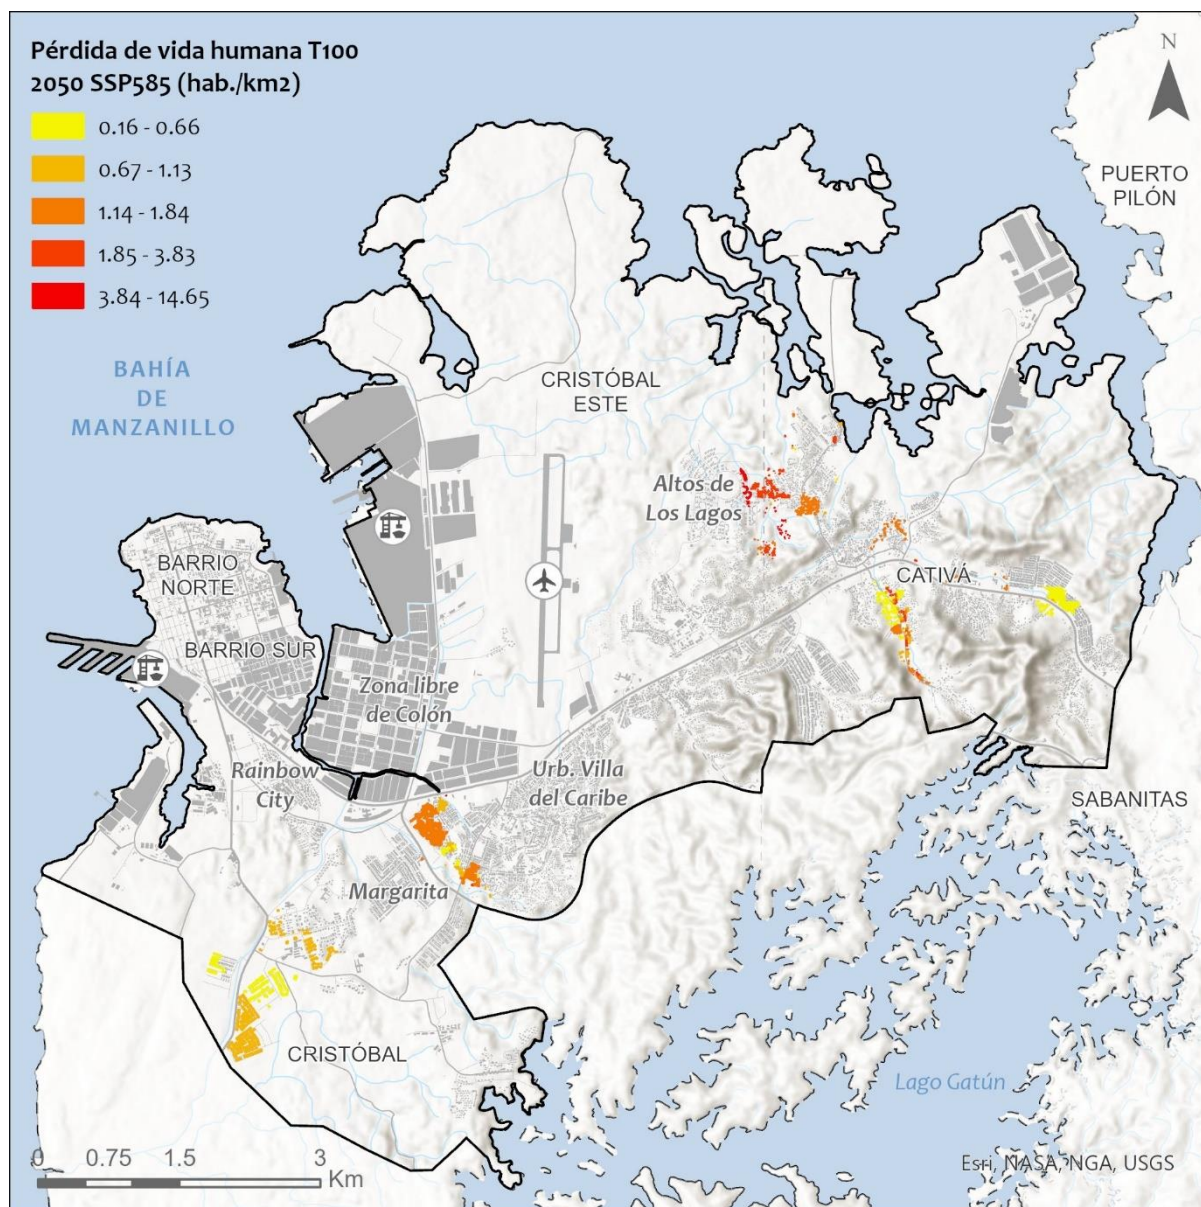 Pérdida de vida humana T100
2050 SSP585 (hab./km2)
0.16 - 0.66
0.67 - 1.13
1.14 - 1.84
1.85 - 3.83
3.84 - 14.65
N
PUERTO
PILÓN
BAHÍA
DE
MANZANILLO
CRISTÓBAL
ESTE
Altos de
Los Lagos
BARRIO
NORTE
CATIVÁ
BARRIO SUR
Zona libre
de Colón
Rainbow
City
Urb. Villa
del Caribe
SABANITAS
Margarita
CRISTÓBAL
Lago Gatún
0 0.75 1.5 3
Km
Esri, NASA, NGA, USGS